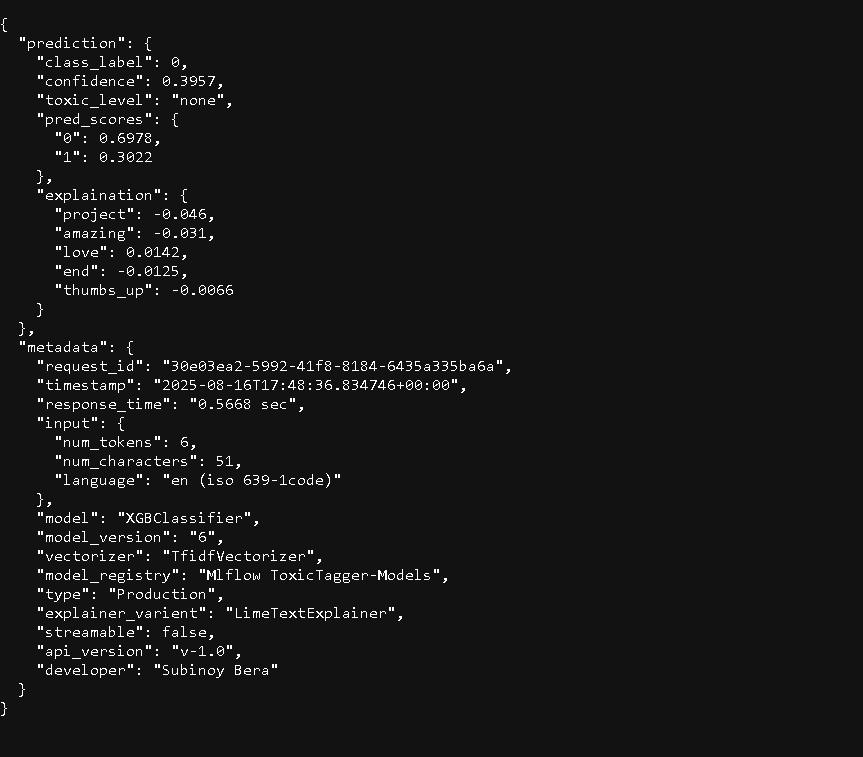 {
  "prediction": {
    "class_label": 0,
    "confidence": 0.3957,
    "toxic_level": "none",
    "pred_scores": {
      "0": 0.6978,
      "1": 0.3022
    },
    "explaination": {
      "project": -0.046,
      "amazing": -0.031,
      "love": 0.0142,
      "end": -0.0125,
      "thumbs_up": -0.0066
    }
  },
  "metadata": {
    "request_id": "30e03ea2-5992-41f8-8184-6435a335ba6a",
    "timestamp": "2025-08-16T17:48:36.834746+00:00",
    "response_time": "0.5668 sec",
    "input": {
      "num_tokens": 6,
      "num_characters": 51,
      "language": "en (iso 639-1code)"
    },
    "model": "XGBClassifier",
    "model_version": "6",
    "vectorizer": "TfidfVectorizer",
    "model_registry": "Mlflow ToxicTagger-Models",
    "type": "Production",
    "explainer_varient": "LimeTextExplainer",
    "streamable": false,
    "api_version": "v-1.0",
    "developer": "Subinoy Bera"
  }
}